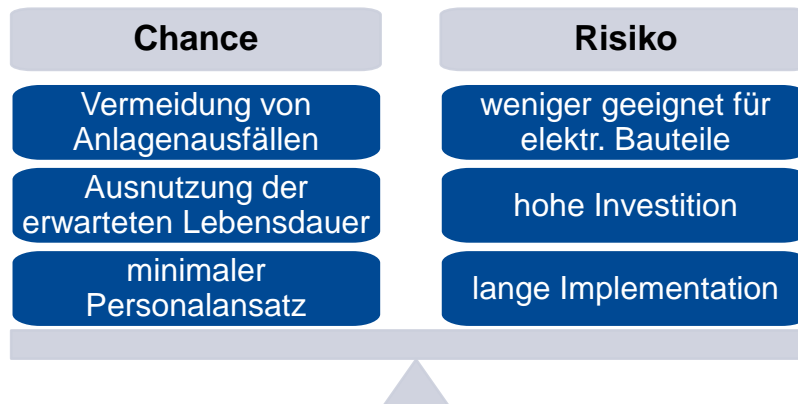 Chance
Vermeidung von
Anlagenausfällen
Ausnutzung der
erwarteten Lebensdauer
minimaler
Personalansatz
Risiko
weniger geeignet für
elektr. Bauteile
hohe Investition
lange Implementation